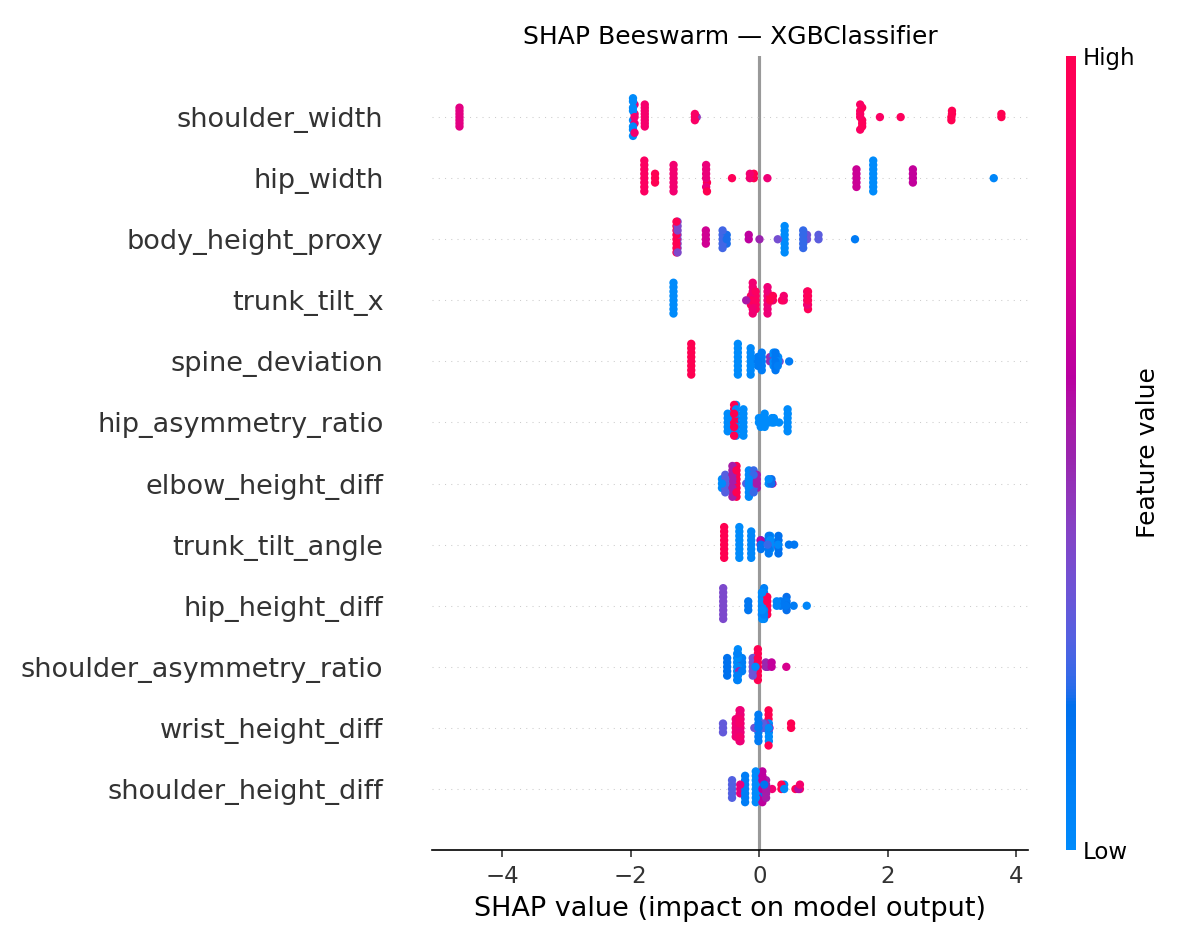 SHAP Beeswarm — XGBClassifier
High
shoulder_width
hip_width
body_height_proxy
trunk_tilt_x
spine_deviation
hip_asymmetry_ratio
elbow_height_diff
trunk_tilt_angle
hip_height_diff
shoulder_asymmetry_ratio
wrist_height_diff
shoulder_height_diff
Feature value
Low
−4 −2 0 2 4
SHAP value (impact on model output)